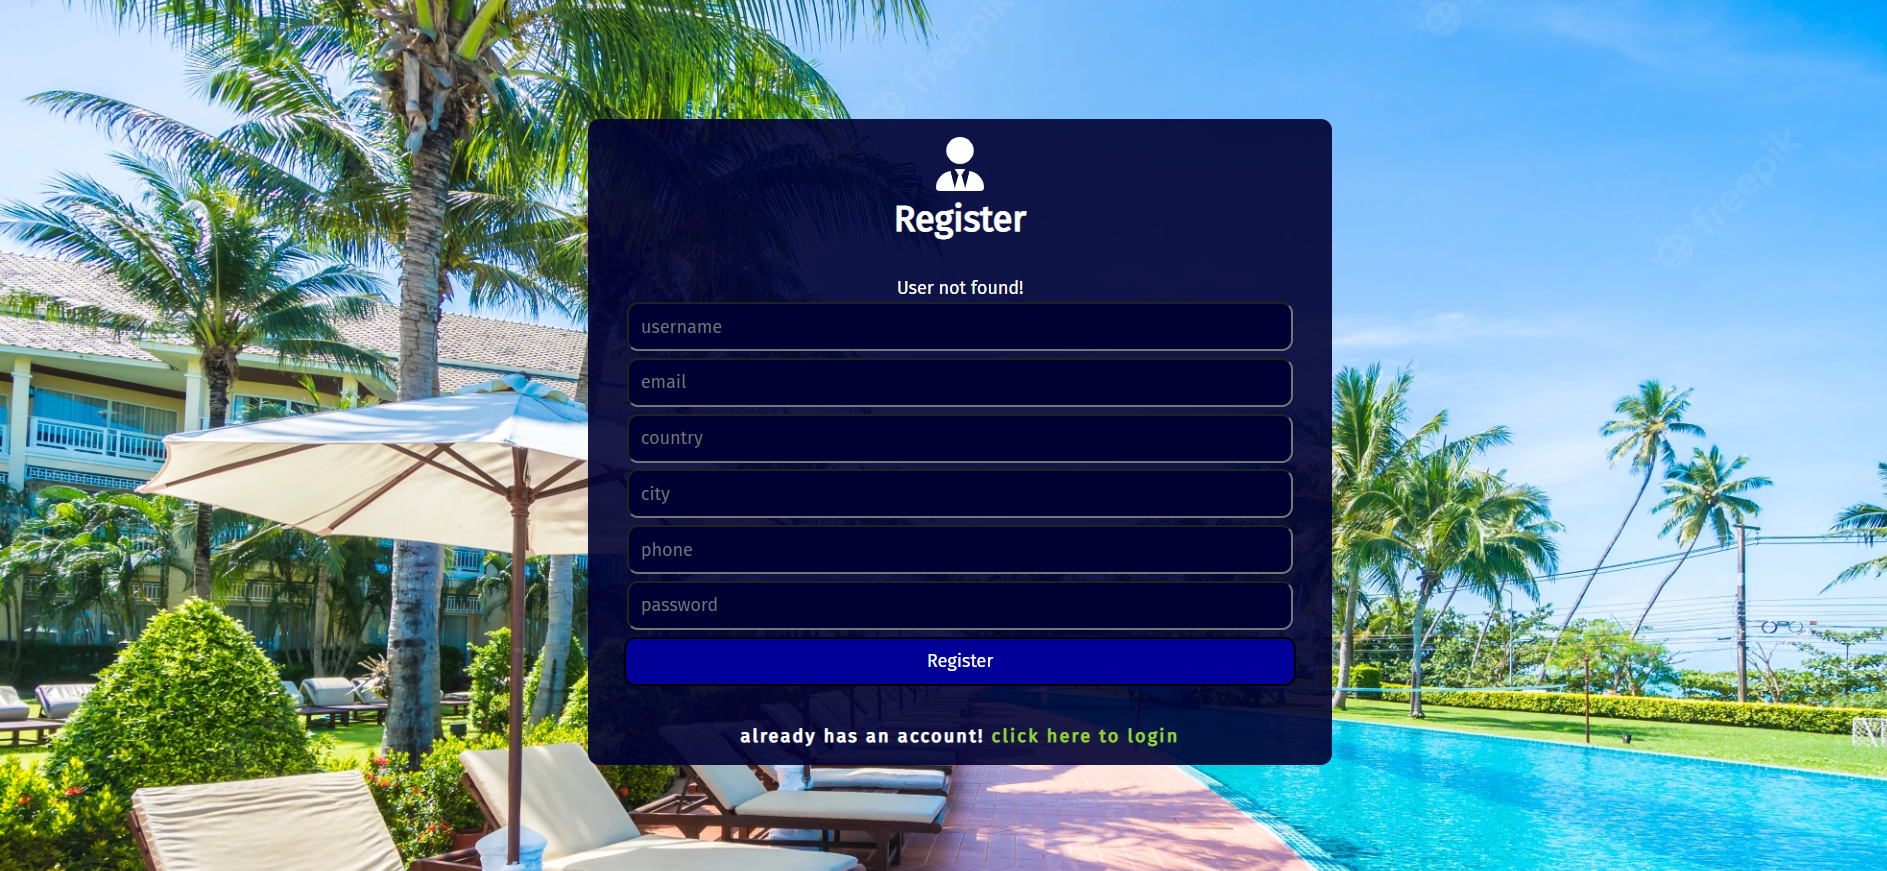 freepik
freepik
Register
User not found!
username
email
country
city
phone
password
Register
already has an account! click here to login